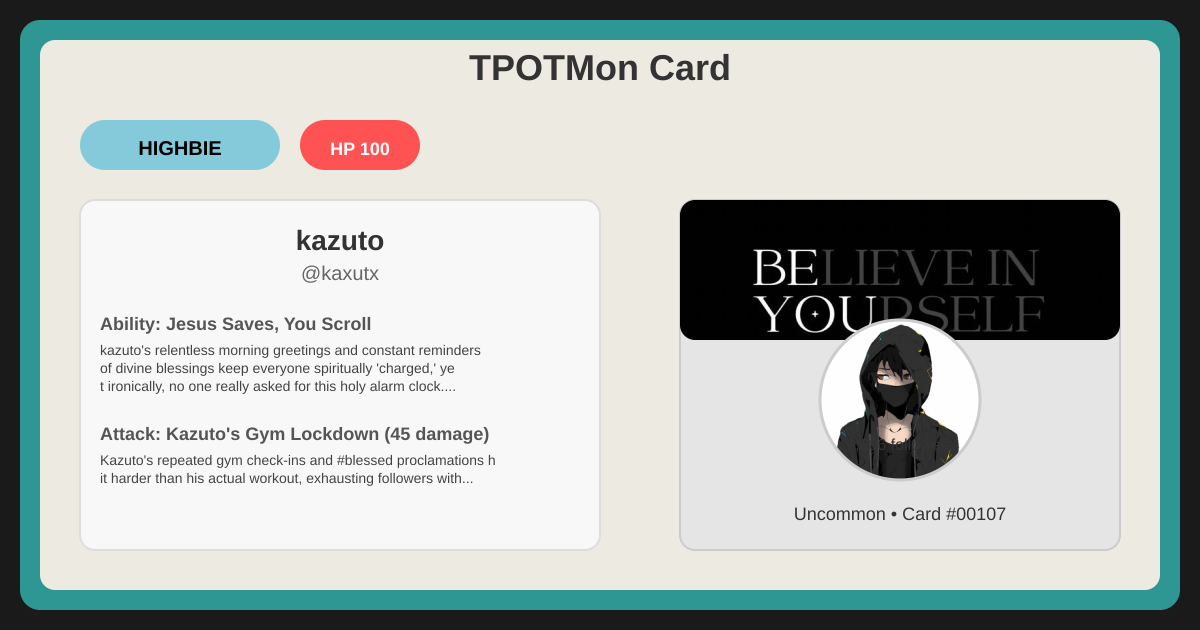 TPOTMon Card
HIGHBIE
HP 100
kazuto
@kaxutx
Ability: Jesus Saves, You Scroll
kazuto's relentless morning greetings and constant reminders
of divine blessings keep everyone spiritually 'charged,' ye
t ironically, no one really asked for this holy alarm clock....
Attack: Kazuto's Gym Lockdown (45 damage)
Kazuto's repeated gym check-ins and #blessed proclamations h
it harder than his actual workout, exhausting followers with...
BELIEVE IN
YOURSELF
Uncommon • Card #00107